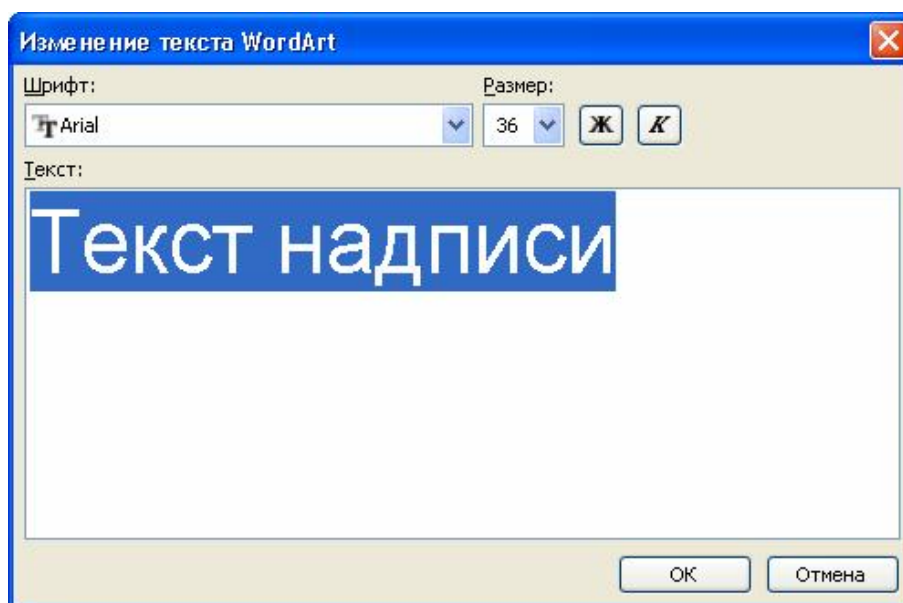 Изменение текста WordArt
Шрифт: Размер:
Arial 36 Ж К
Текст:
Текст надписи
ОК Отмена